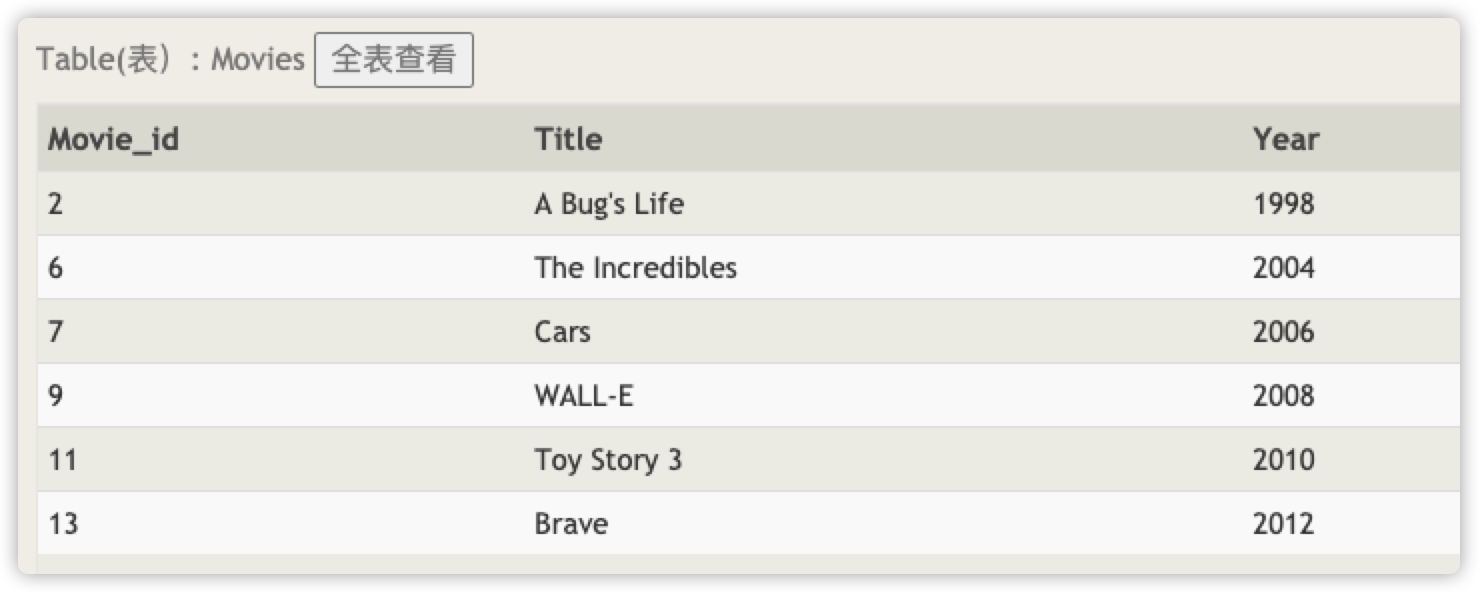 Table(表）: Movies 全表查看
Movie_id Title Year
2 A Bug's Life 1998
6 The Incredibles 2004
7 Cars 2006
9 WALL-E 2008
11 Toy Story 3 2010
13 Brave 2012